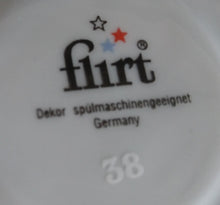 flirt®
Dekor spülmaschinengeeignet
Germany
38